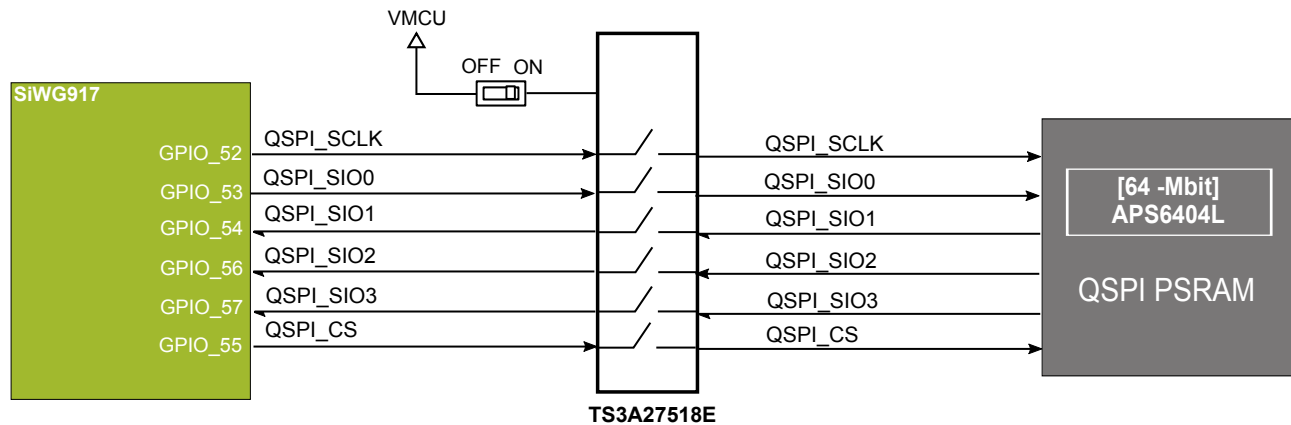 VMCU
OFF ON
SiWG917
GPIO_52
QSPI_SCLK
QSPI_SCLK
GPIO_53
QSPI_SIO0
QSPI_SIO0
GPIO_54
QSPI_SIO1
QSPI_SIO1
GPIO_56
QSPI_SIO2
QSPI_SIO2
GPIO_57
QSPI_SIO3
QSPI_SIO3
GPIO_55
QSPI_CS
QSPI_CS
[64 -Mbit]
APS6404L
QSPI PSRAM
TS3A27518E